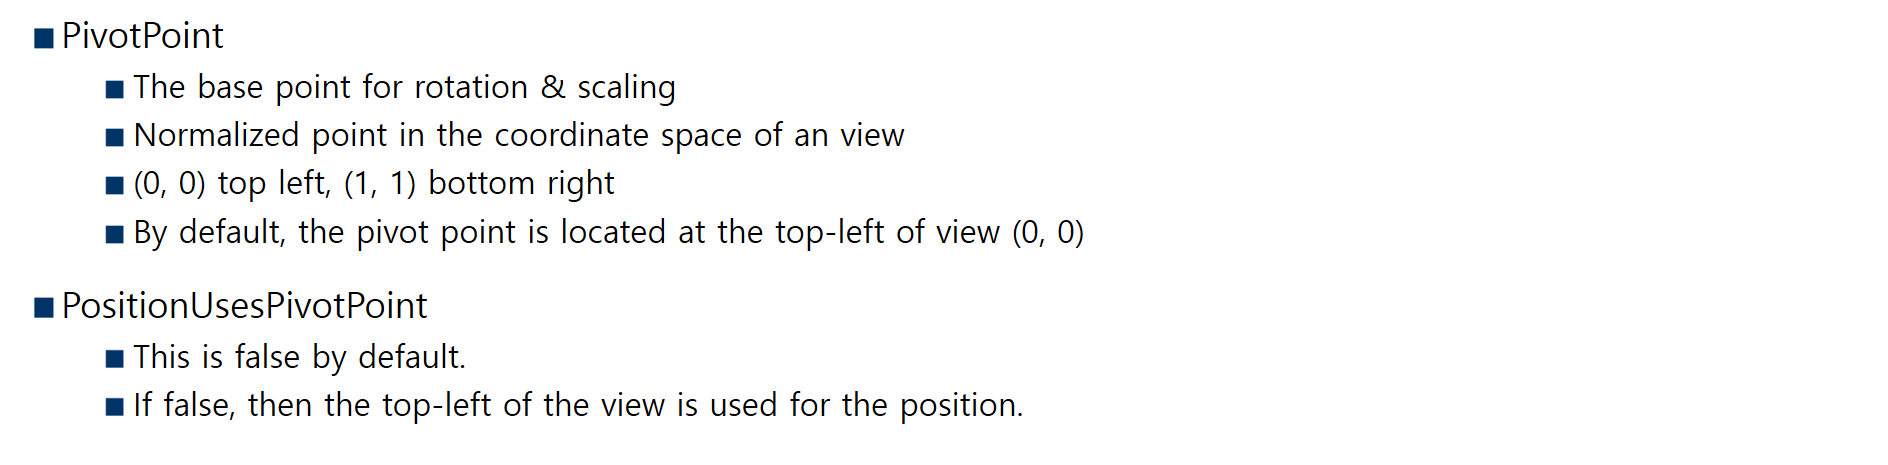 PivotPoint
The base point for rotation & scaling
Normalized point in the coordinate space of an view
(0, 0) top left, (1, 1) bottom right
By default, the pivot point is located at the top-left of view (0, 0)
PositionUsesPivotPoint
This is false by default.
If false, then the top-left of the view is used for the position.